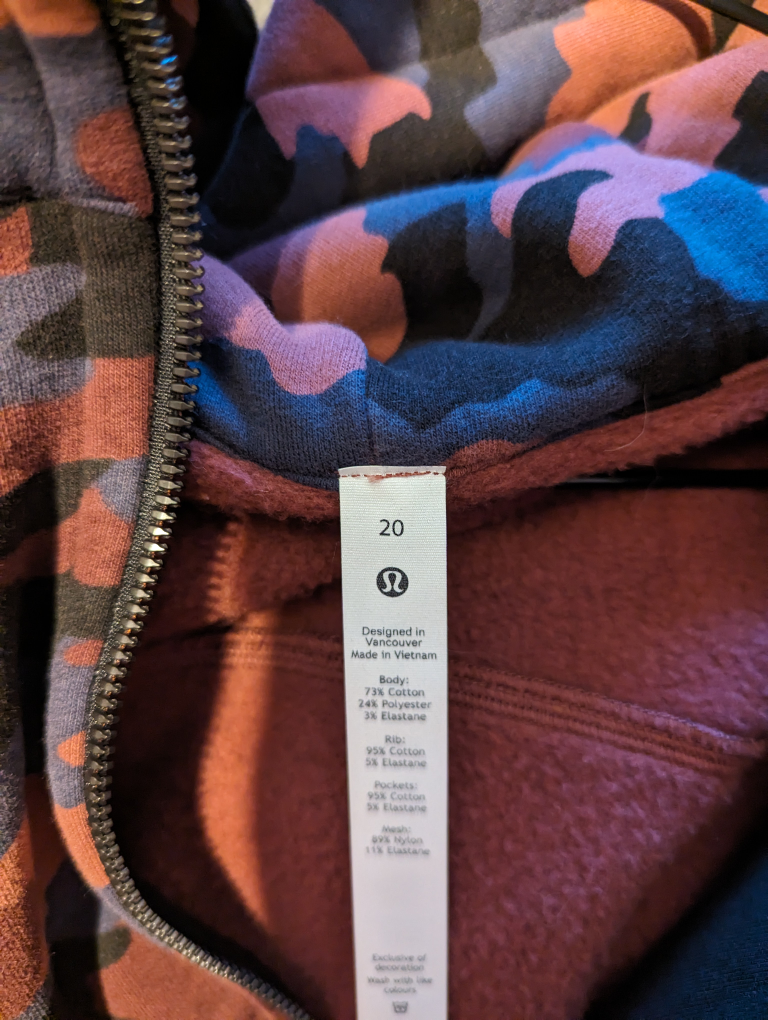 20
Designed in
Vancouver
Made in Vietnam
Body:
73% Cotton
24% Polyester
3% Elastane
Rib:
95% Cotton
5% Elastane
Pockets:
95% Cotton
5% Elastane
Mesh:
89% Nylon
11% Elastane
Exclusive of
decoration
Wash with like
colours